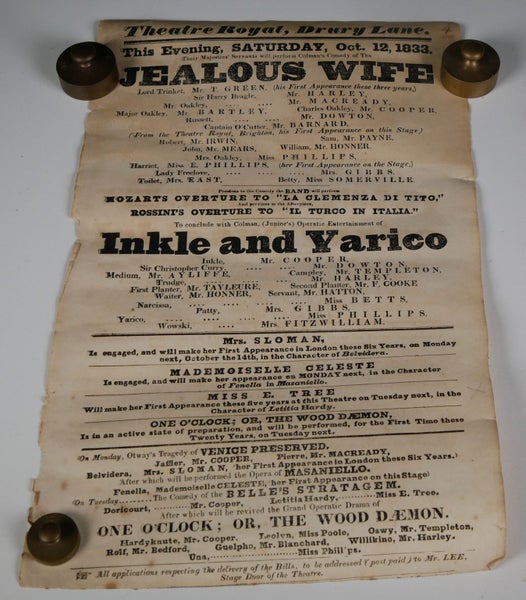 Theatre Royal, Drury Lane.
This Evening, SATURDAY, Oct. 12, 1833.
Their Majesties' Servants will perform Colman's Comedy of The
JEALOUS WIFE
Lord Trinket, Mr. T. GREEN, (his First Appearance these three years,)
Sir Harry Beagle, Mr. HARLEY,
Mr. Oakley, .... .... Mr. MACREADY,
Major Oakley, Mr. BARTLEY, Charles Oakley, Mr. COOPER,
Russett, .... .... Mr. DOWTON,
Captain O'Cutter, Mr. BARNARD,
(From the Theatre Royal, Brighton, his First Appearance on this Stage)
Robert, Mr. IRWIN, Sam, Mr. PAYNE,
John, Mr. MEARS, William, Mr. HONNER.
Mrs. Oakley, Miss PHILLIPS,
Harriet, Miss E. PHILLIPS, (her First Appearance on the Stage.)
Lady Freelove, .... .... Mrs. GIBBS,
Toilet, Mrs. EAST, Betty, Miss SOMERVILLE.
Previous to the Comedy the BAND will perform
MOZARTS OVERTURE TO "LA CLEMENZA DI TITO,"
And previous to the Afterpiece,
ROSSINI'S OVERTURE TO "IL TURCO IN ITALIA."
To conclude with Colman, (Junior's) Operatic Entertainment of
Inkle and Yarico
Inkle, Mr. COOPER,
Sir Christopher Curry, .... .... Mr. DOWTON,
Medium, Mr. AYLIFFE, Campley, Mr. TEMPLETON,
Trudge, .... .... Mr. HARLEY,
First Planter, Mr. TAYLEURE, Second Planter, Mr. F. COOKE
Waiter, Mr. HONNER, Servant, Mr. HATTON,
Narcissa, .... .... Miss BETTS,
Patty, Mrs. GIBBS,
Yarico, .... .... Miss PHILLIPS,
Wowski, .... Mrs. FITZWILLIAM.
Mrs. SLOMAN,
Is engaged, and will make her First Appearance in London these Six Years, on Monday
next, October the 14th, in the Character of Belvidera.
MADEMOISELLE CELESTE
Is engaged, and will make her appearance on MONDAY next, in the Character
of Fenella in Masaniello.
MISS E. TREE
Will make her First Appearance these five years at this Theatre on Tuesday next, in the
Character of Letitia Hardy.
ONE O'CLOCK; OR, THE WOOD DÆMON,
Is in an active state of preparation, and will be performed, for the First Time these
Twenty Years, on Tuesday next.
On Monday, Otway's Tragedy of VENICE PRESERVED.
Jaffier, Mr. COOPER, Pierre, Mr. MACREADY,
Belvidera, Mrs. SLOMAN, (her First Appearance in London these Six Years.)
After which will be performed the Opera of MASANIELLO.
Fenella, Mademoiselle CELESTE, (her First Appearance on this Stage)
On Tuesday........The Comedy of the BELLE'S STRATAGEM.
Doricourt, ........Mr. Cooper, Letitia Hardy,..........Miss E. Tree.
After which will be revived the Grand Operatic Drama of
ONE O'CLOCK; OR, THE WOOD DÆMON.
Hardyknute, Mr. Cooper. Leolyn, Miss Poole, Oswy, Mr. Templeton,
Rolf, Mr. Bedford, Guelpho, Mr. Blanchard, Willikino, Mr. Harley.
Una,..................Miss Phillips.
All applications respecting the delivery of the Bills, to be addressed (post paid) to Mr. LEE,
Stage Door of the Theatre.